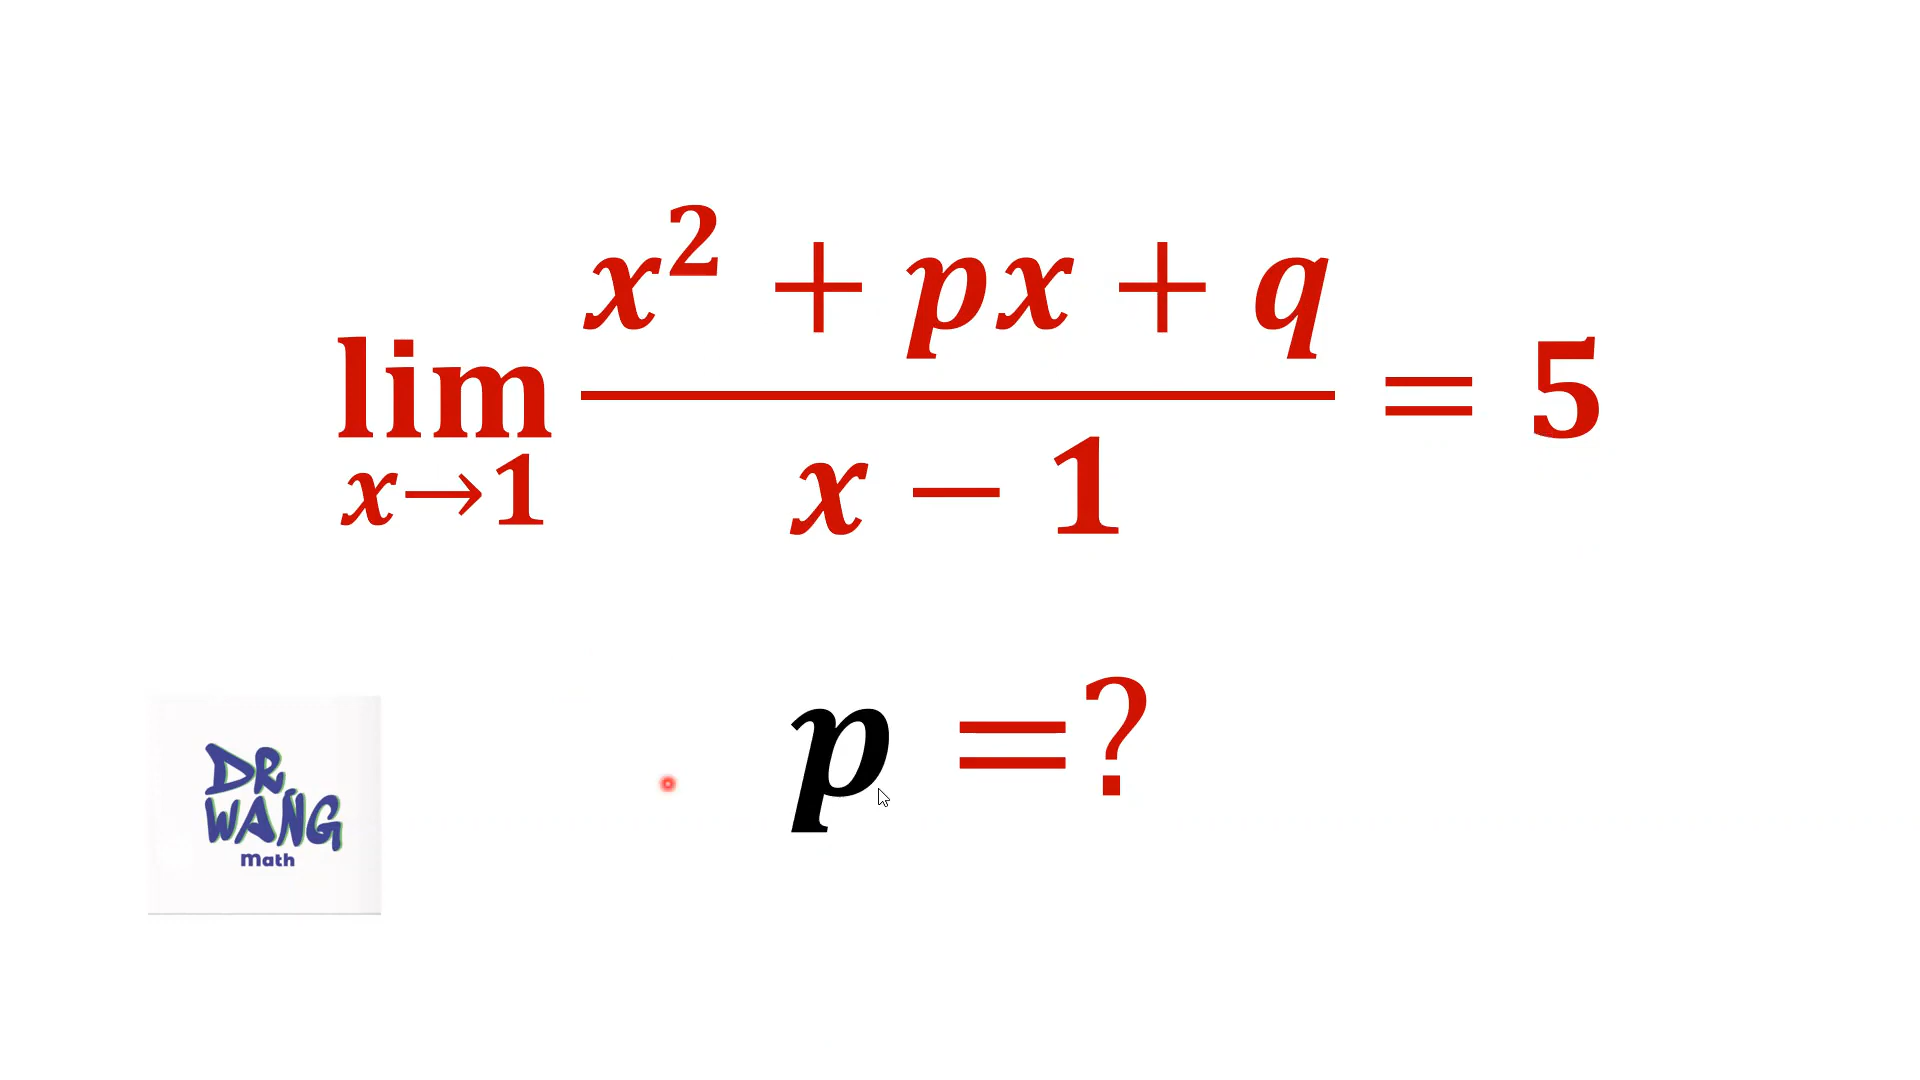 lim x→1 x² + px + q / x − 1 = 5
p =?
DR
WANG
math